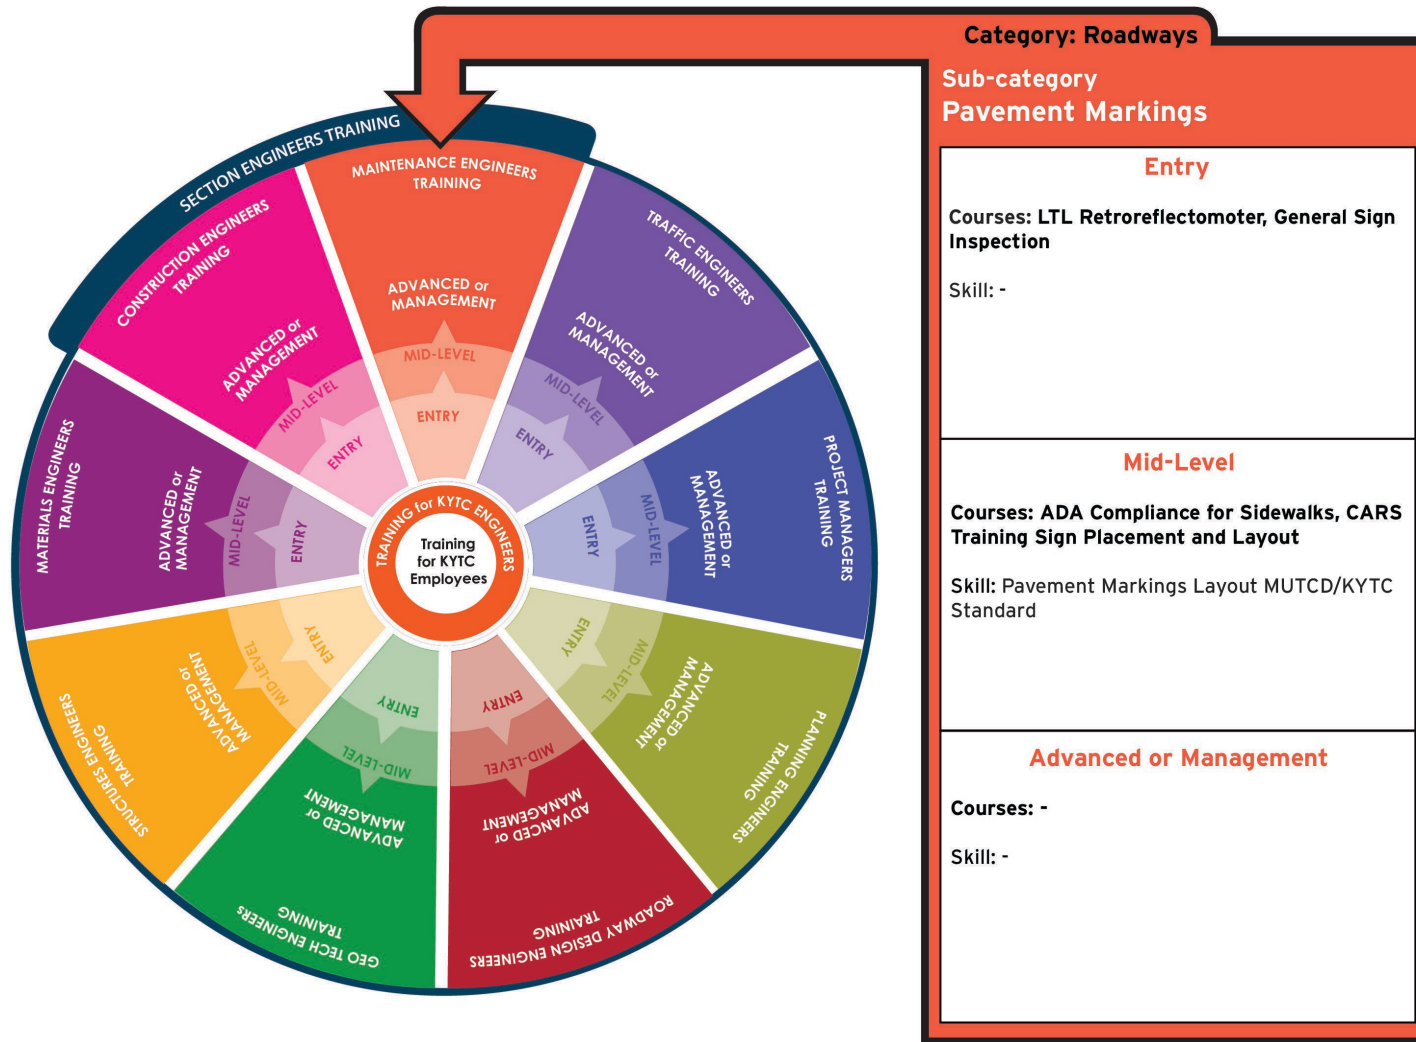 Category: Roadways
Sub-category
Pavement Markings
Entry
Courses: LTL Retroreflectomoter, General Sign
Inspection
Skill: -
Mid-Level
Courses: ADA Compliance for Sidewalks, CARS
Training Sign Placement and Layout
Skill: Pavement Markings Layout MUTCD/KYTC
Standard
Advanced or Management
Courses: -
Skill: -
SECTION ENGINEERS TRAINING
MAINTENANCE ENGINEERS
TRAINING
ADVANCED or
MANAGEMENT
MID-LEVEL
ENTRY
TRAFFIC ENGINEERS
TRAINING
ADVANCED or
MANAGEMENT
MID-LEVEL
ENTRY
PROJECT MANAGERS
TRAINING
ADVANCED or
MANAGEMENT
MID-LEVEL
ENTRY
PLANNING ENGINEERS
TRAINING
ADVANCED or
MANAGEMENT
MID-LEVEL
ENTRY
ROADWAY DESIGN ENGINEERS
TRAINING
ADVANCED or
MANAGEMENT
MID-LEVEL
ENTRY
GEO TECH ENGINEERs
TRAINING
ADVANCED or
MANAGEMENT
MID-LEVEL
ENTRY
STRUCTURES ENGINEERS
TRAINING
ADVANCED or
MANAGEMENT
MID-LEVEL
ENTRY
MATERIALS ENGINEERS
TRAINING
ADVANCED or
MANAGEMENT
MID-LEVEL
ENTRY
CONSTRUCTION ENGINEERS
TRAINING
ADVANCED or
MANAGEMENT
MID-LEVEL
ENTRY
TRAINING for KYTC ENGINEERS
Training
for KYTC
Employees